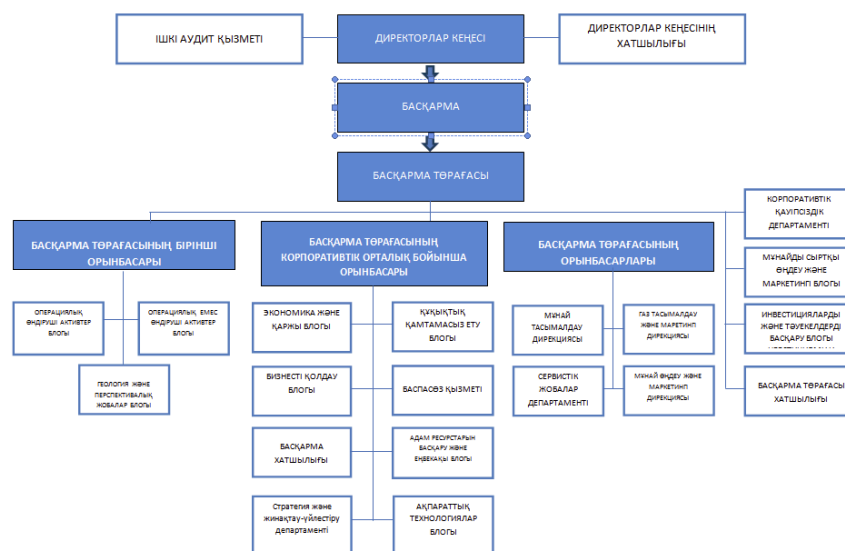 ІШКІ АУДИТ ҚЫЗМЕТІ
ДИРЕКТОРЛАР КЕҢЕСІ
ДИРЕКТОРЛАР КЕҢЕСІНІҢ
ХАТШЫЛЫҒЫ
БАСҚАРМА
БАСҚАРМА ТӨРАҒАСЫ
КОРПОРАТИВТІК
ҚАУІПСІЗДІК
ДЕПАРТАМЕНТІ
БАСҚАРМА ТӨРАҒАСЫНЫҢ БІРІНШІ
ОРЫНБАСАРЫ
БАСҚАРМА ТӨРАҒАСЫНЫҢ
КОРПОРАТИВТІК ОРТАЛЫҚ БОЙЫНША
ОРЫНБАСАРЫ
БАСҚАРМА ТӨРАҒАСЫНЫҢ
ОРЫНБАСАРЛАРЫ
МҰНАЙДЫ СЫРТҚЫ
ӨҢДЕУ ЖӘНЕ
МАРКЕТИНГІ БЛОГЫ
ОПЕРАЦИЯЛЫҚ
ӨНДІРУШІ АКТИВТЕР
БЛОГЫ
ОПЕРАЦИЯЛЫҚ ЕМЕС
ӨНДІРУШІ АКТИВТЕР
БЛОГЫ
ЭКОНОМИКА ЖӘНЕ
ҚАРЖЫ БЛОГЫ
ҚҰҚЫҚТЫҚ
ҚАМТАМАСЫЗ ЕТУ
БЛОГЫ
МҰНАЙ
ТАСЫМАЛДАУ
ДИРЕКЦИЯСЫ
ГАЗ ТАСЫМАЛДАУ
ЖӘНЕ МАРЕТИНГІ
ДИРЕКЦИЯСЫ
ИНВЕСТИЦИЯЛАРДЫ
ЖӘНЕ ТӘУЕКЕЛДЕРДІ
БАСҚАРУ БЛОГЫ
ГЕОЛОГИЯ ЖӘНЕ
ПЕРСПЕКТИВАЛЫҚ
ЖОБАЛАР БЛОГЫ
БИЗНЕСТІ ҚОЛДАУ
БЛОГЫ
БАСПАСӨЗ ҚЫЗМЕТІ
СЕРВИСТІК
ЖОБАЛАР
ДЕПАРТАМЕНТІ
МҰНАЙ ӨҢДЕУ ЖӘНЕ
МАРКЕТИНГІ
ДИРЕКЦИЯСЫ
БАСҚАРМА ТӨРАҒАСЫ
ХАТШЫЛЫҒЫ
БАСҚАРМА
ХАТШЫЛЫҒЫ
АДАМ РЕСУРСТАРЫН
БАСҚАРУ ЖӘНЕ
ЕҢБЕКАҚЫ БЛОГЫ
Стратегия және
жинақтау-үйлестіру
департаменті
АҚПАРАТТЫҚ
ТЕХНОЛОГИЯЛАР
БЛОГЫ